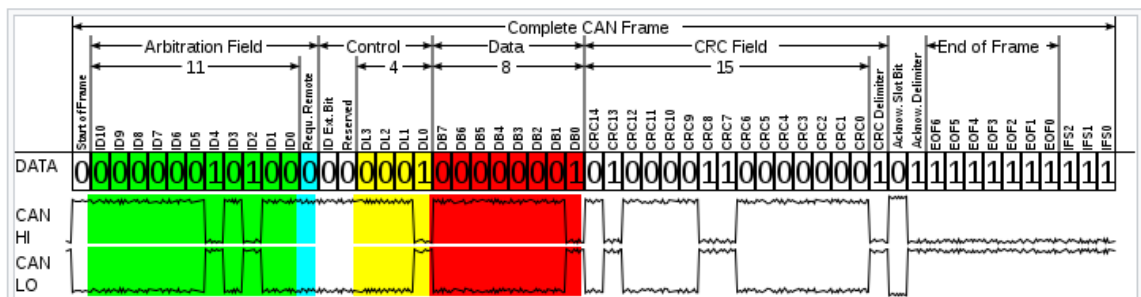 Complete CAN Frame
Arbitration Field Control Data CRC Field End of Frame
11 4 8 15
Start of Frame ID10 ID9 ID8 ID7 ID6 ID5 ID4 ID3 ID2 ID1 ID0 Requ. Remote ID Ext. Bit Reserved DL3 DL2 DL1 DL0 DB7 DB6 DB5 DB4 DB3 DB2 DB1 DB0 CRC14 CRC13 CRC12 CRC11 CRC10 CRC9 CRC8 CRC7 CRC6 CRC5 CRC4 CRC3 CRC2 CRC1 CRC0 CRC Delimiter Acknow. Slot Bit Acknow. Delimiter EOF6 EOF5 EOF4 EOF3 EOF2 EOF1 EOF0 IFS2 IFS1 IFS0
DATA 0 0 0 0 0 0 0 1 0 1 0 0 0 0 0 0 0 0 1 0 0 0 0 0 0 0 1 0 1 0 0 0 0 1 1 0 0 0 0 0 0 0 1 0 1 1 1 1 1 1 1 1 1 1 1
CAN
HI
CAN
LO